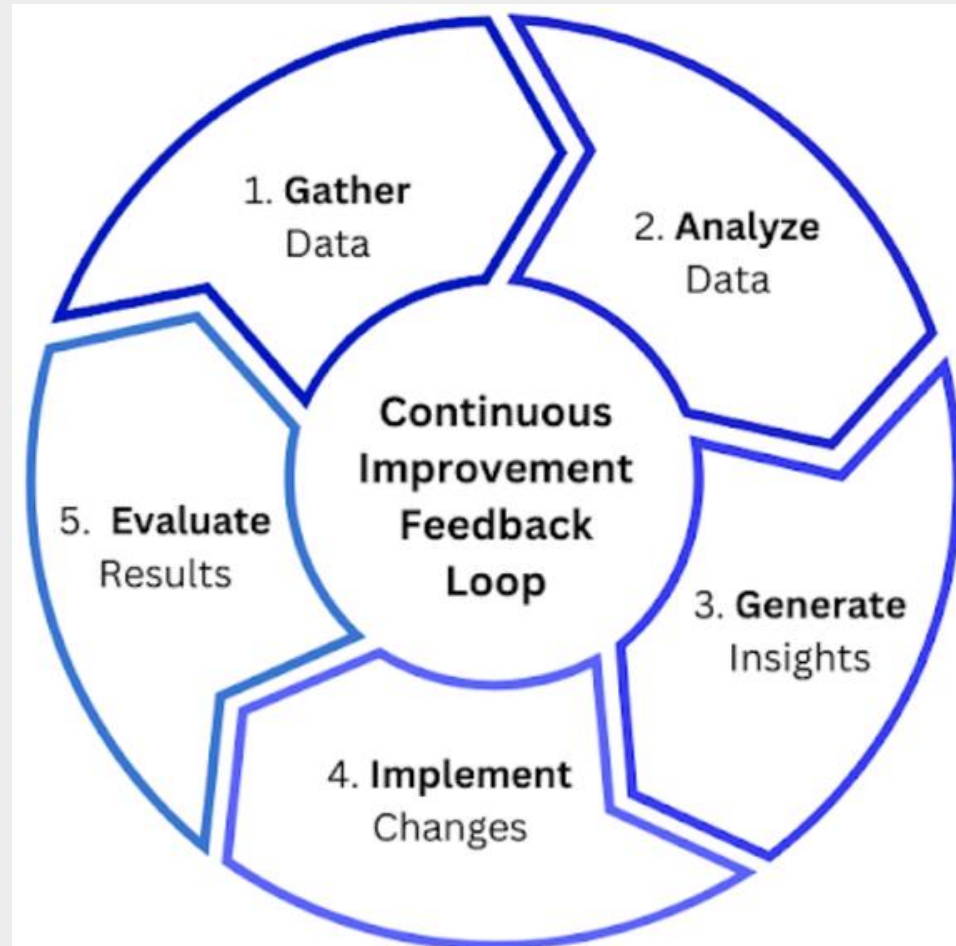 1. Gather
Data
2. Analyze
Data
Continuous
Improvement
Feedback
Loop
5. Evaluate
Results
3. Generate
Insights
4. Implement
Changes